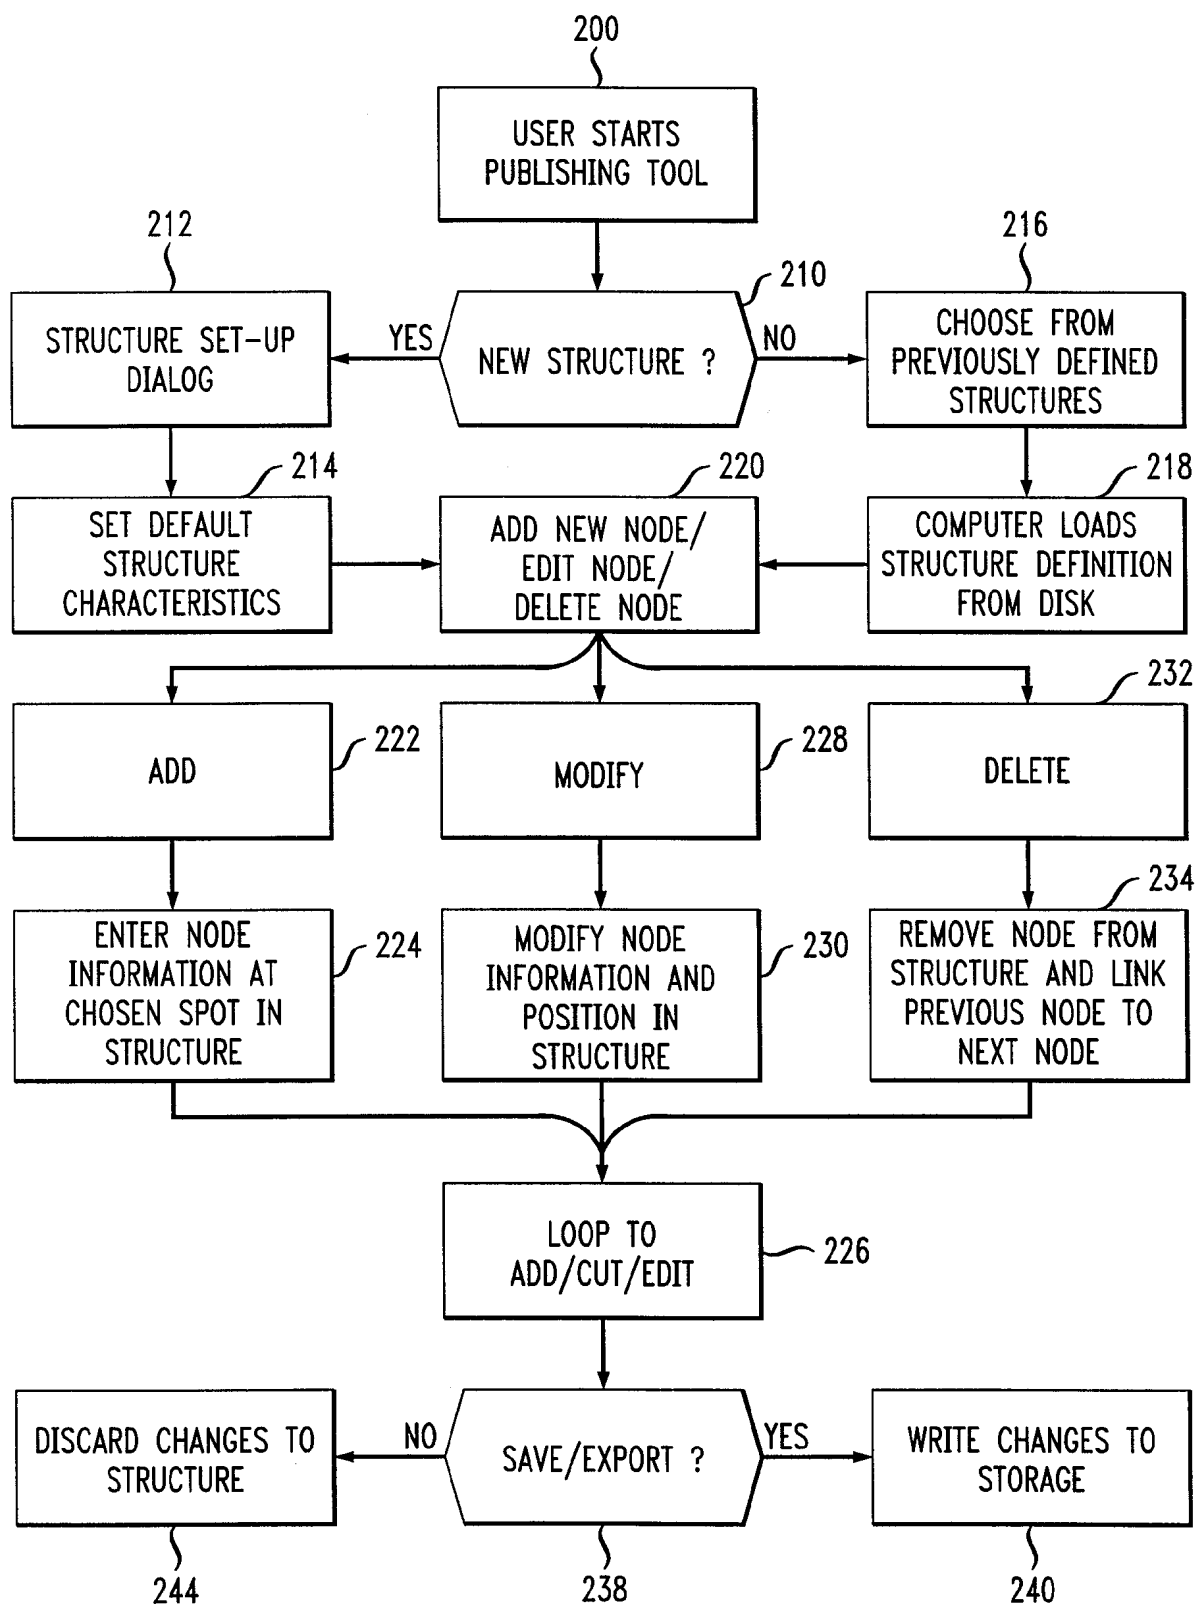 200
USER STARTS
PUBLISHING TOOL
212
216
210
STRUCTURE SET-UP
DIALOG
YES
NEW STRUCTURE ?
NO
CHOOSE FROM
PREVIOUSLY DEFINED
STRUCTURES
214
220
218
SET DEFAULT
STRUCTURE
CHARACTERISTICS
ADD NEW NODE/
EDIT NODE/
DELETE NODE
COMPUTER LOADS
STRUCTURE DEFINITION
FROM DISK
232
ADD
222
MODIFY
228
DELETE
234
ENTER NODE
INFORMATION AT
CHOSEN SPOT IN
STRUCTURE
224
MODIFY NODE
INFORMATION AND
POSITION IN
STRUCTURE
230
REMOVE NODE FROM
STRUCTURE AND LINK
PREVIOUS NODE TO
NEXT NODE
LOOP TO
ADD/CUT/EDIT
226
DISCARD CHANGES TO
STRUCTURE
NO
SAVE/EXPORT ?
YES
WRITE CHANGES TO
STORAGE
244
238
240